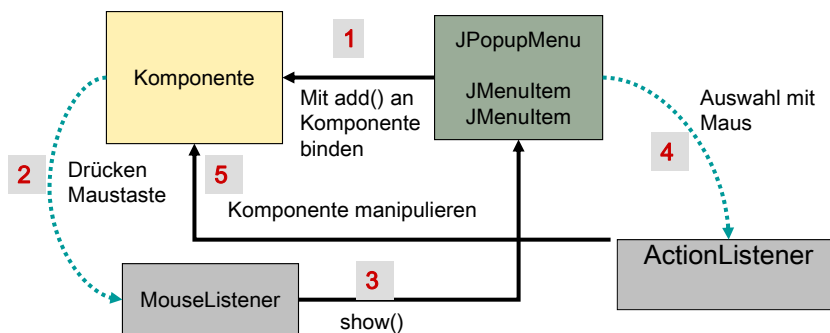 1
JPopupMenu
Komponente
JMenuItem
JMenuItem
Mit add() an
Komponente
binden
Auswahl mit
Maus
2
Drücken
Maustaste
5
4
Komponente manipulieren
ActionListener
MouseListener
3
show()